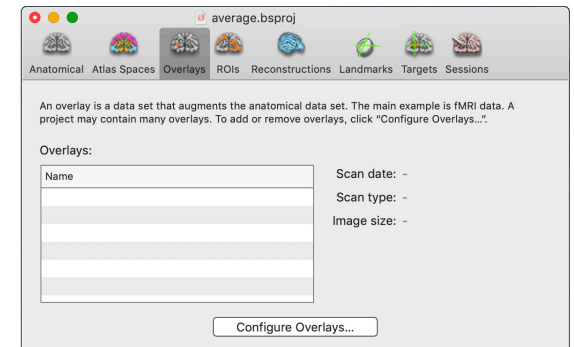 average.bsproj
Anatomical Atlas Spaces Overlays ROIs Reconstructions Landmarks Targets Sessions
An overlay is a data set that augments the anatomical data set. The main example is fMRI data. A
project may contain many overlays. To add or remove overlays, click “Configure Overlays...”.
Overlays:
Name
Scan date: -
Scan type: -
Image size: -
Configure Overlays...